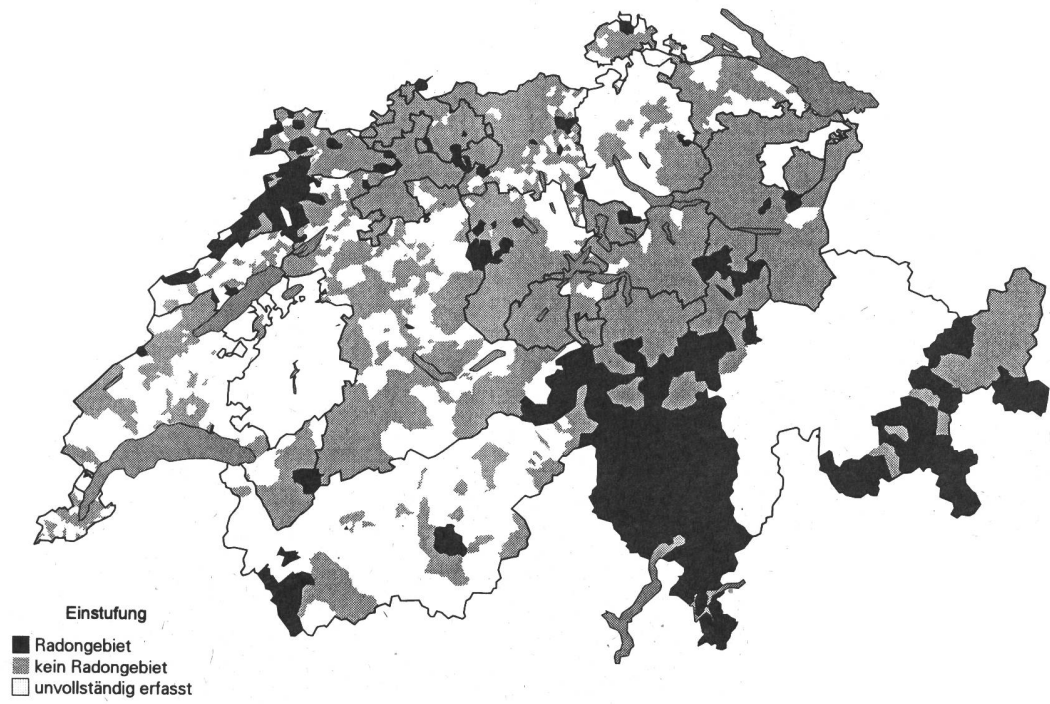 Einstufung
Radongebiet
kein Radongebiet
unvollständig erfasst